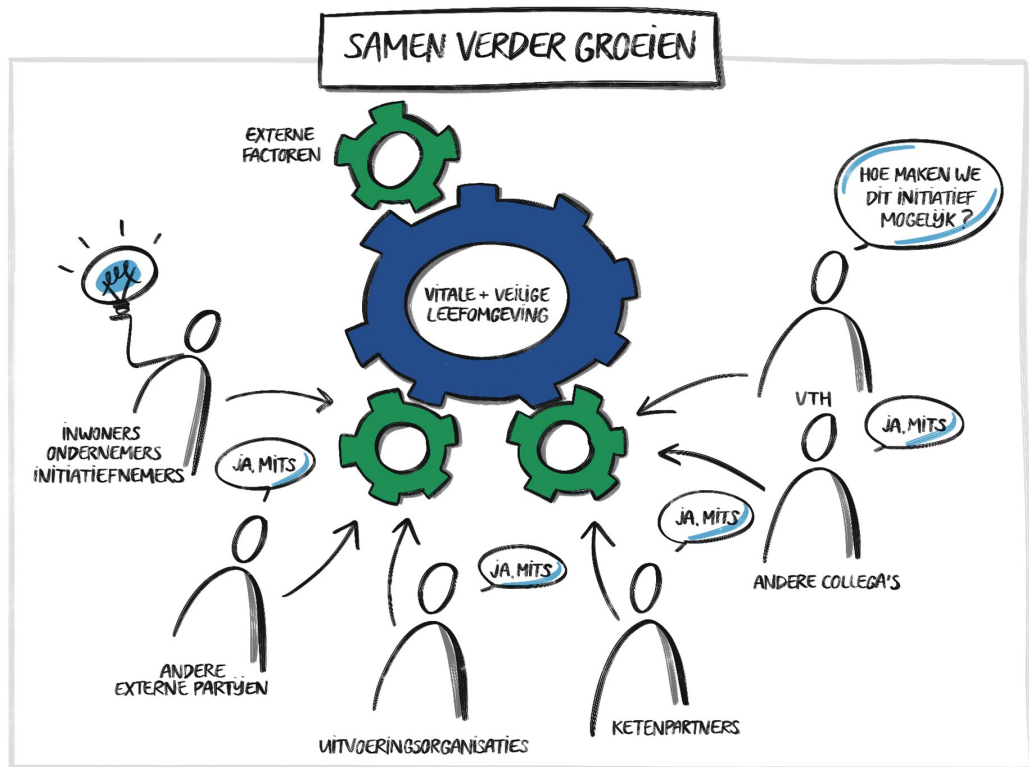 SAMEN VERDER GROEIEN
EXTERNE
FACTOREN
HOE MAKEN WE
DIT INITIATIEF
MOGELIJK?
VITALE + VEILIGE
LEEFOMGEVING
INWONERS
ONDERNEMERS
INITIATIEFNEMERS
VTH
JA, MITS
JA, MITS
JA, MITS
JA, MITS
ANDERE COLLEGA'S
ANDERE
EXTERNE PARTIJEN
UITVOERINGSORGANISATIES
KETENPARTNERS